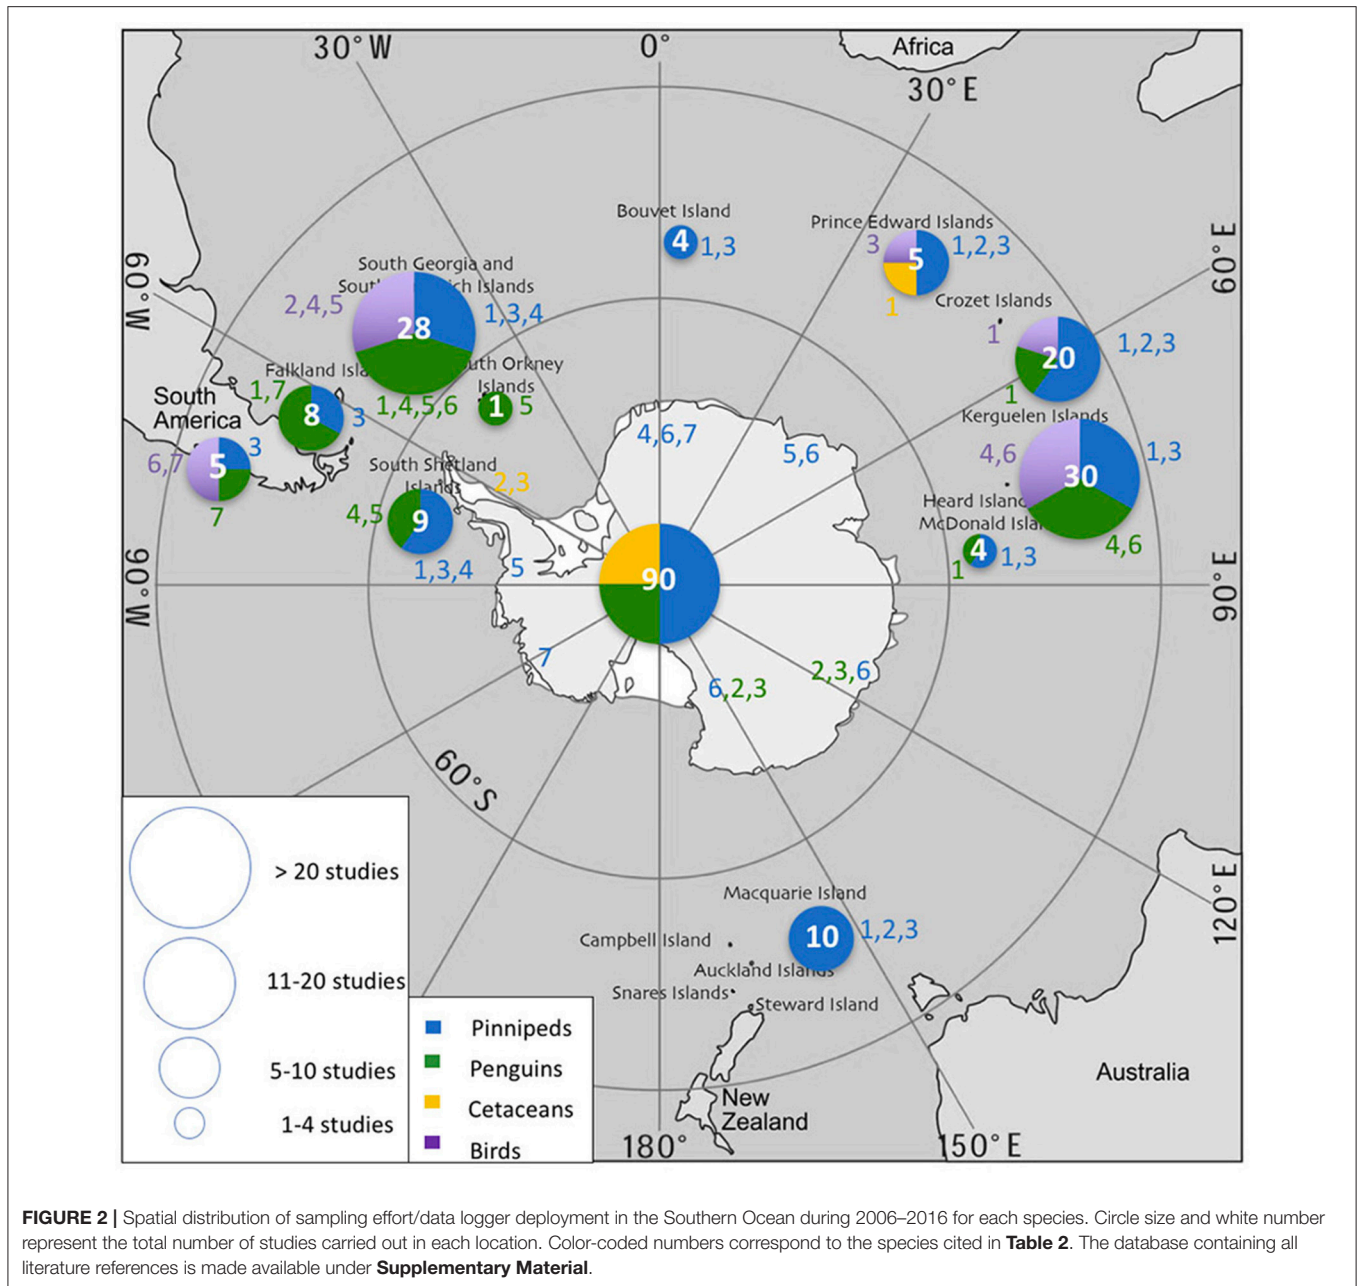 30°W
0°
Africa
30°E
Bouvet Island
4
1,3
Prince Edward Islands
3
5
1,2,3
1
60°E
60°W
South Georgia and
ich Islands
2,4,5
28
1,3,4
1,4,5,6
Crozet Islands
1
20
1,2,3
1
Falkland
1,7
8
3
Orkney
Islands
1
5
South
America
6,7
5
3
7
Kerguelen Islands
4,6
30
1,3
4,6
4,6,7
5,6
South Shetland
Islands
2,3
4,5
9
1,3,4
5
Heard
McDonald
4
1,3
1
90°W
90
90°E
7
6,2,3
2,3,6
60°S
> 20 studies
11-20 studies
5-10 studies
1-4 studies
Pinnipeds
Penguins
Cetaceans
Birds
Macquarie Island
10
1,2,3
Campbell Island
Auckland Islands
Snares Islands
Steward Island
120°E
Australia
New
Zealand
180°
150°E
FIGURE 2 | Spatial distribution of sampling effort/data logger deployment in the Southern Ocean during 2006–2016 for each species. Circle size and white number
represent the total number of studies carried out in each location. Color-coded numbers correspond to the species cited in Table 2. The database containing all
literature references is made available under Supplementary Material.